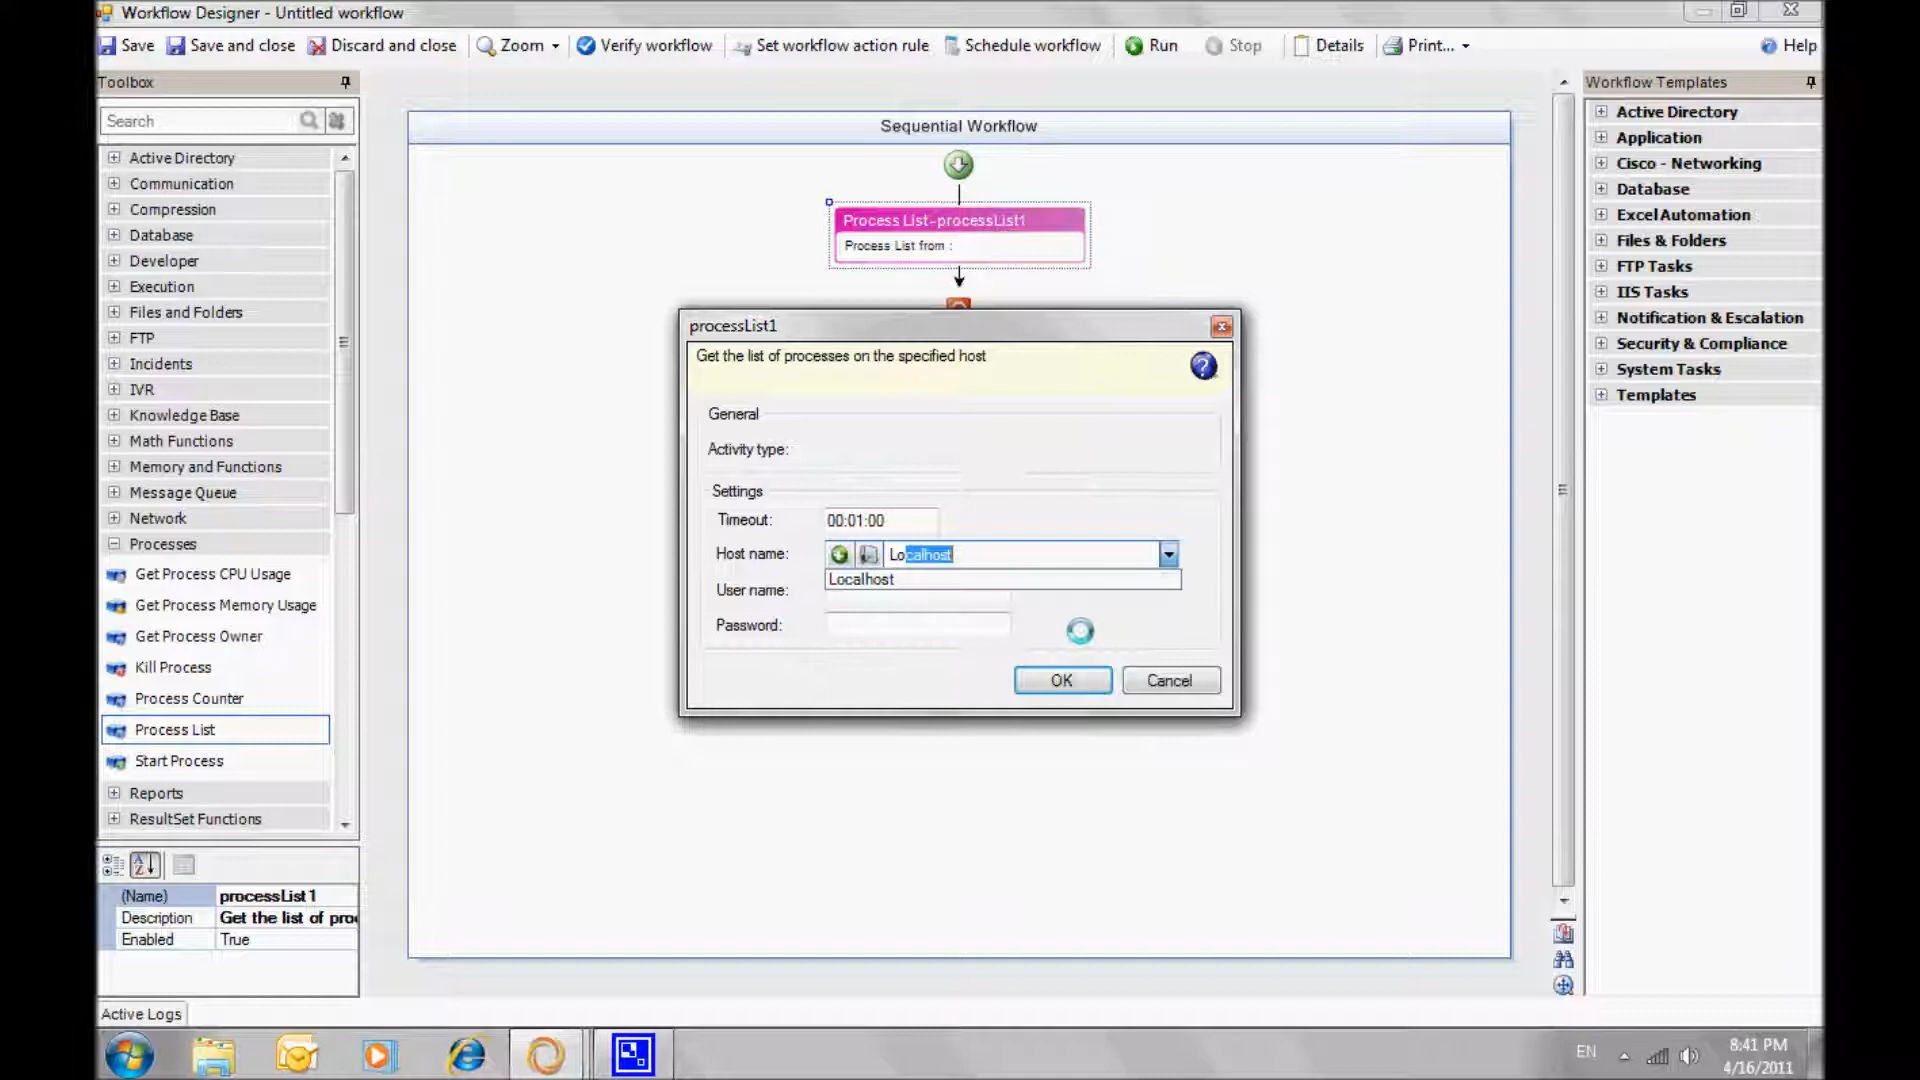 Workflow Designer - Untitled workflow
Save
Save and close
Discard and close
Zoom
Verify workflow
Set workflow action rule
Schedule workflow
Run
Stop
Details
Print...
Help
Toolbox
Search
Active Directory
Communication
Compression
Database
Developer
Execution
Files and Folders
FTP
Incidents
IVR
Knowledge Base
Math Functions
Memory and Functions
Message Queue
Network
Processes
Get Process CPU Usage
Get Process Memory Usage
Get Process Owner
Kill Process
Process Counter
Process List
Start Process
Reports
ResultSet Functions
(Name) processList1
Description Get the list of proc
Enabled True
Active Logs
Sequential Workflow
Process List-processList1
Process List from :
processList1
Get the list of processes on the specified host
General
Activity type:
Settings
Timeout: 00:01:00
Host name: Localhost
Localhost
User name:
Password:
OK
Cancel
Workflow Templates
Active Directory
Application
Cisco - Networking
Database
Excel Automation
Files & Folders
FTP Tasks
IIS Tasks
Notification & Escalation
Security & Compliance
System Tasks
Templates
EN
8:41 PM
4/16/2011